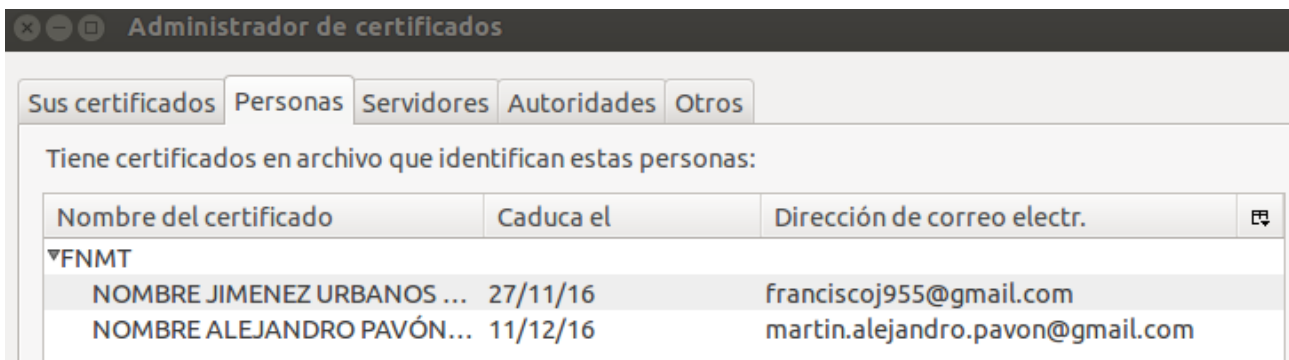 Administrador de certificados
Sus certificados Personas Servidores Autoridades Otros
Tiene certificados en archivo que identifican estas personas:
Nombre del certificado Caduca el Dirección de correo electr.
FNMT
NOMBRE JIMENEZ URBANOS ... 27/11/16 franciscoj955@gmail.com
NOMBRE ALEJANDRO PAVÓN... 11/12/16 martin.alejandro.pavon@gmail.com